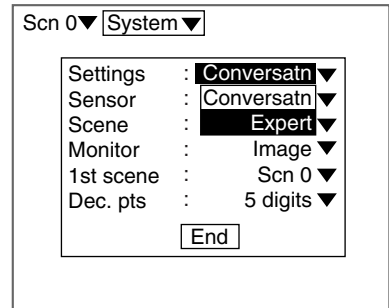 Scn 0▼ System▼
Settings : Conversatn▼
Sensor : Conversatn▼
Scene : Expert▼
Monitor : Image▼
1st scene : Scn 0▼
Dec. pts : 5 digits▼
End